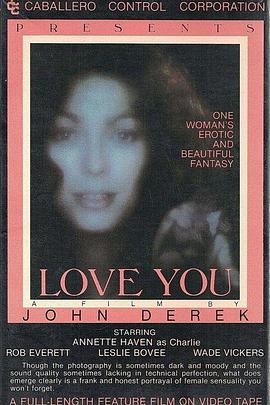 CABALLERO CONTROL CORPORATION
PRESENTS
ONE
WOMAN'S
EROTIC
AND
BEAUTIFUL
FANTASY
LOVE YOU
A FILM BY
JOHN DEREK
STARRING
ANNETTE HAVEN as Charlie
ROB EVERETT LESLIE BOVEE WADE VICKERS
Though the photography is sometimes dark and moody and the
sound quality sometimes lacking in technical perfection, what does
emerge clearly is a frank and honest portrayal of female sensuality you
won't forget.
A FULL-LENGTH FEATURE FILM ON VIDEO TAPE